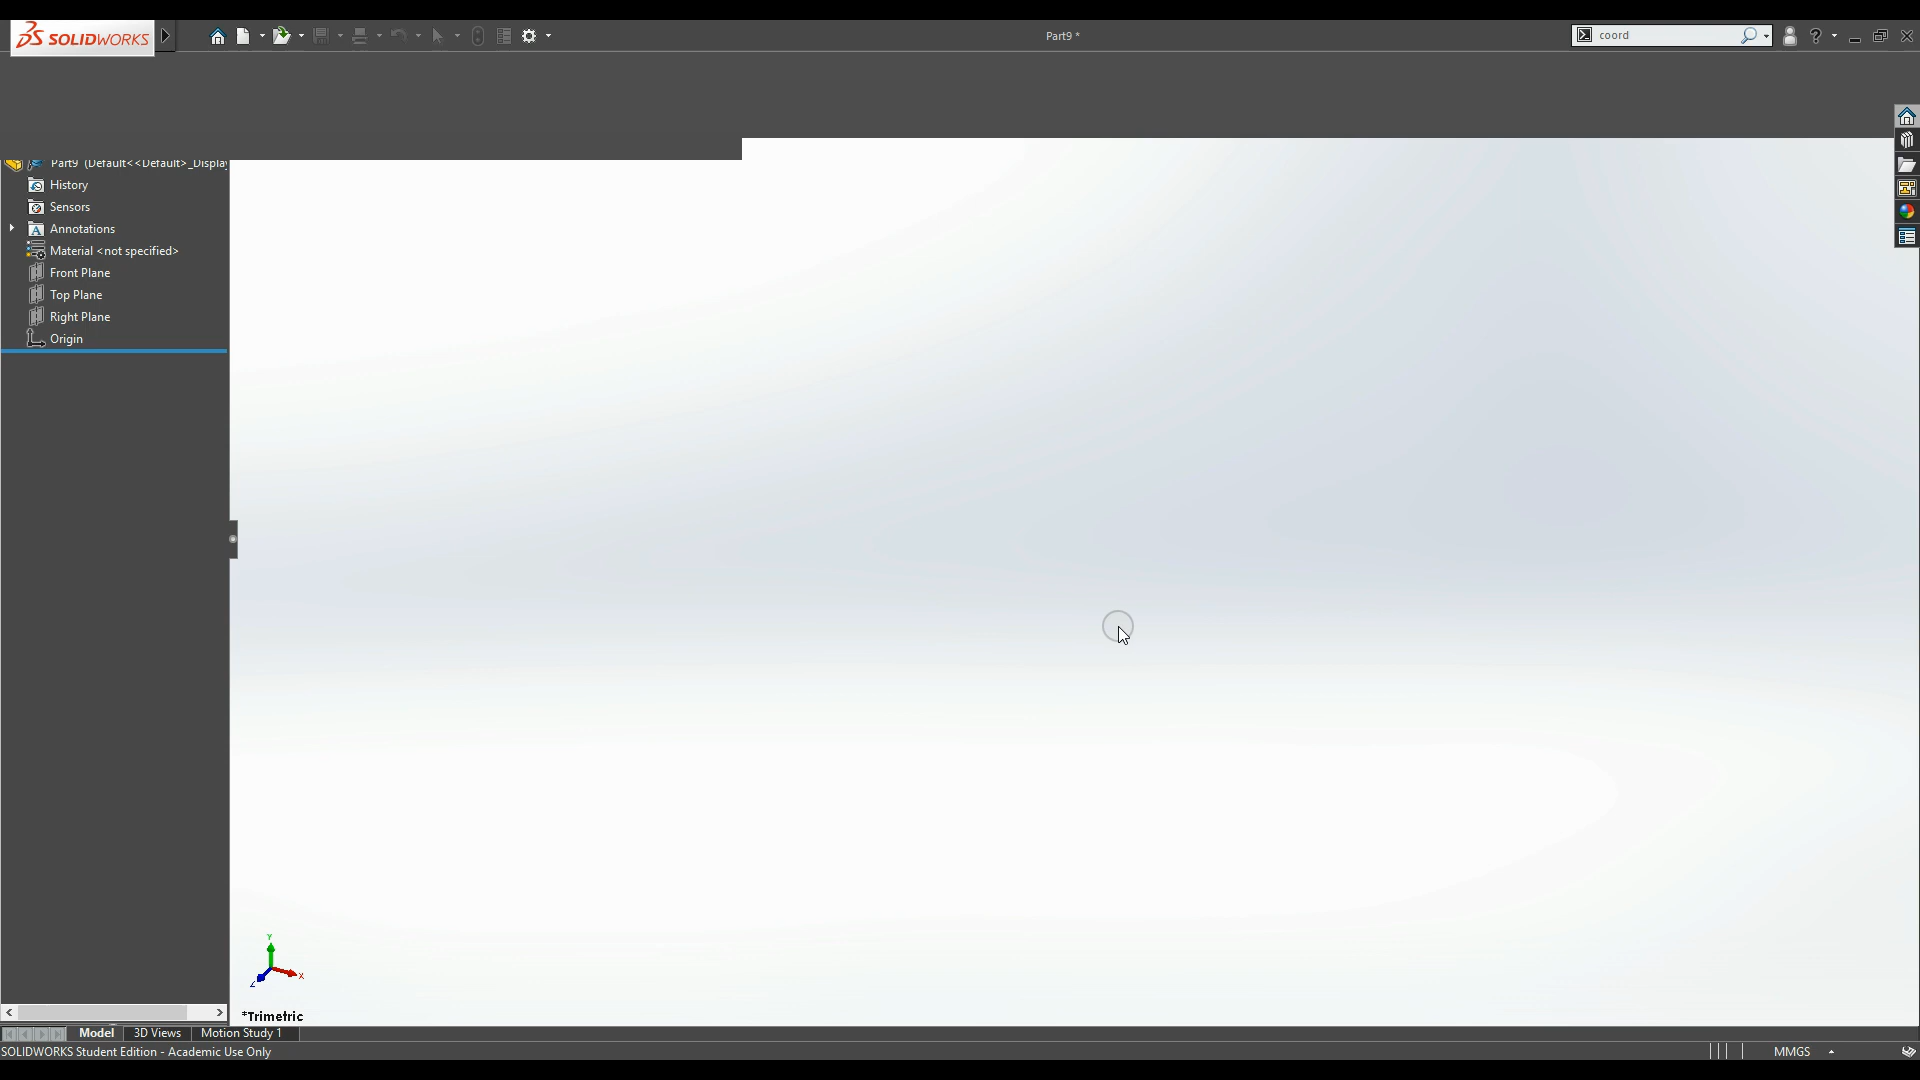 SOLIDWORKS
Part9 *
coord
Part9 (Default<<Default>_Displa
History
Sensors
Annotations
Material <not specified>
Front Plane
Top Plane
Right Plane
Origin
Y
X
Z
*Trimetric
Model 3D Views Motion Study 1
SOLIDWORKS Student Edition - Academic Use Only
MMGS